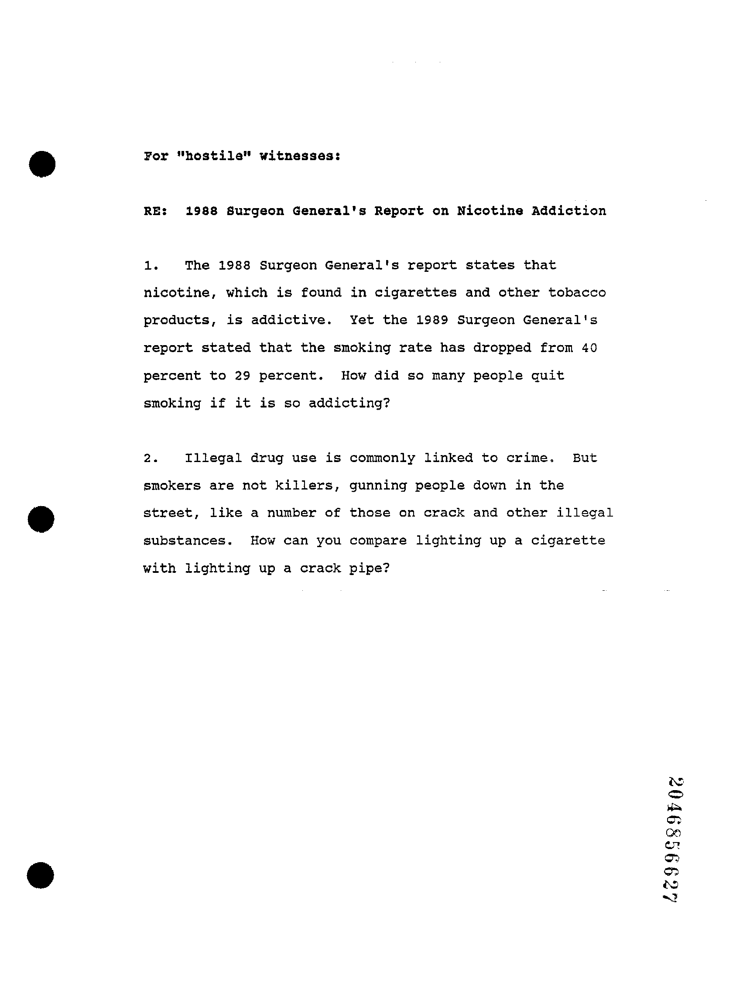 For "hostile" witnesses:
RE: 1988 Surgeon General's Report on Nicotine Addiction
1. The 1988 Surgeon General's report states that
nicotine, which is found in cigarettes and other tobacco
products, is addictive. Yet the 1989 Surgeon General's
report stated that the smoking rate has dropped from 40
percent to 29 percent. How did so many people quit
smoking if it is so addicting?
2. Illegal drug use is commonly linked to crime. But
smokers are not killers, gunning people down in the
street, like a number of those on crack and other illegal
substances. How can you compare lighting up a cigarette
with lighting up a crack pipe?
2046856627